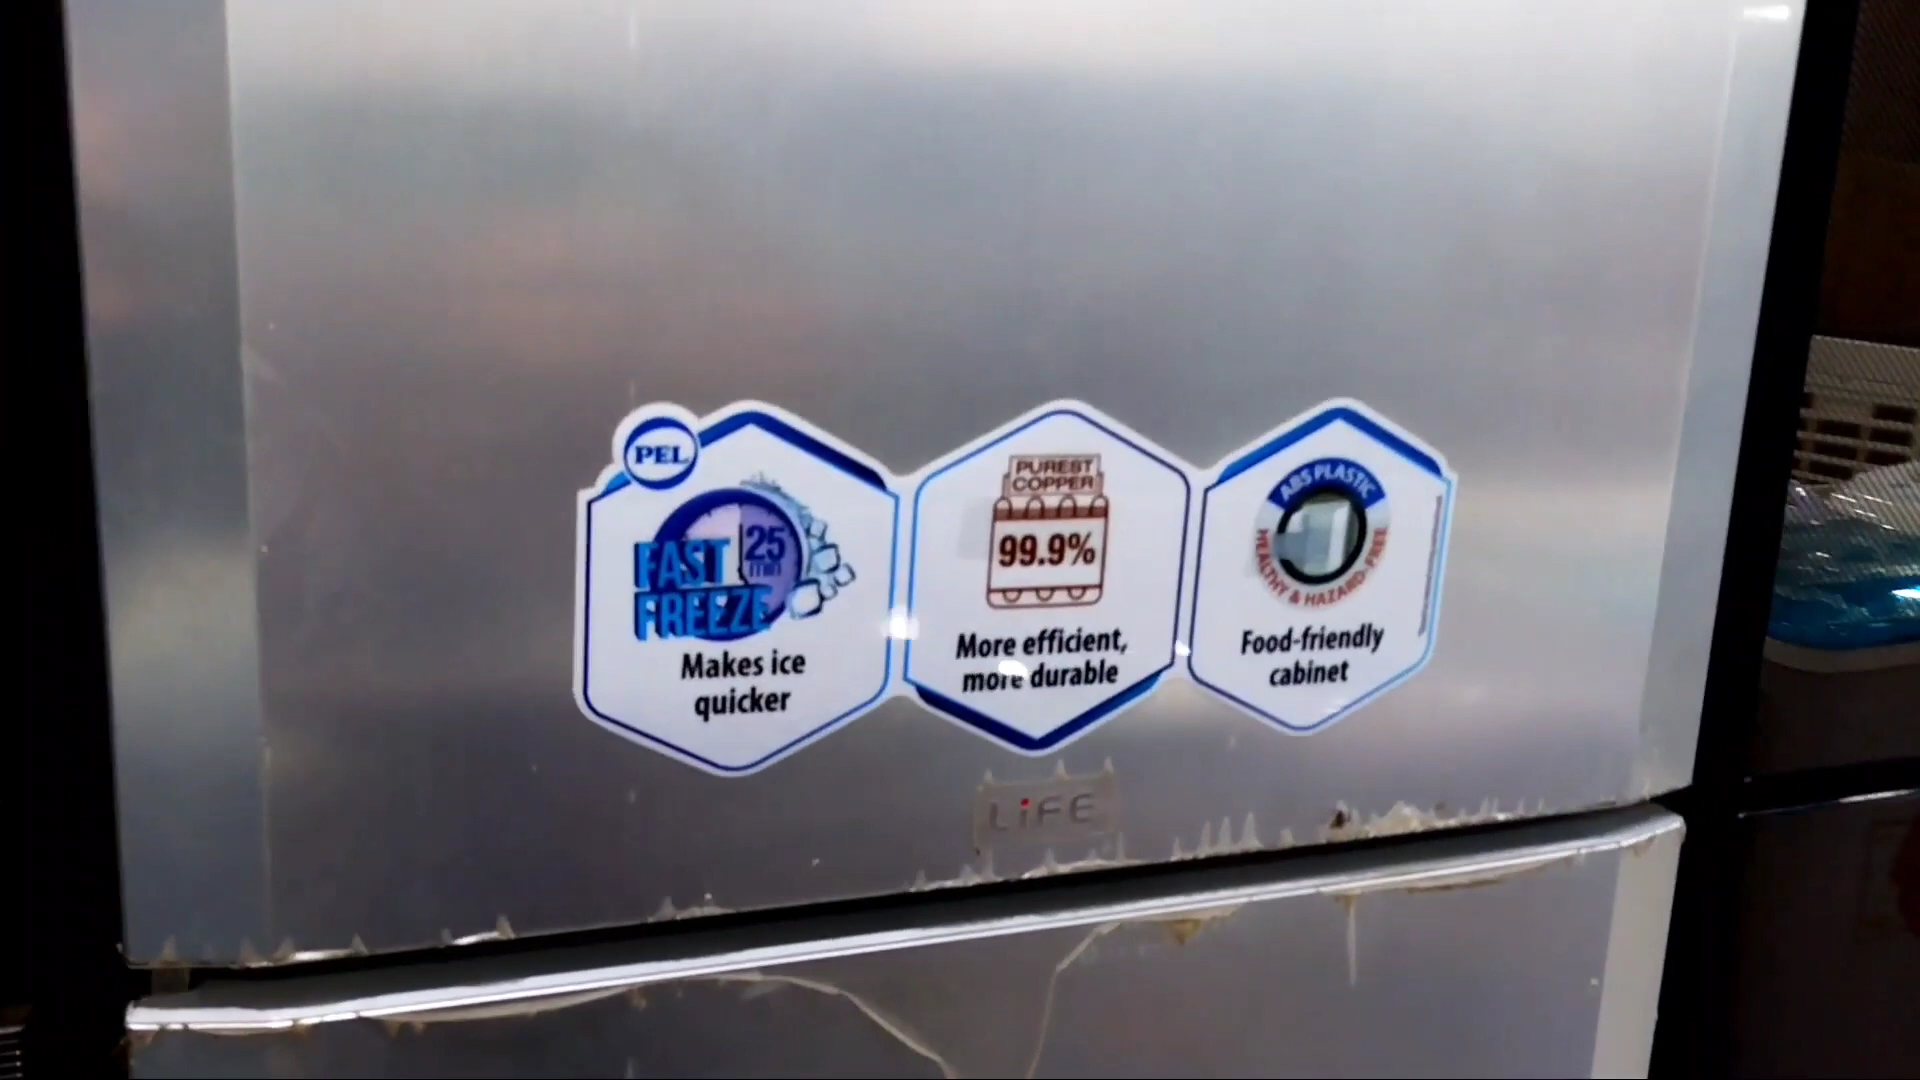 PEL
FAST
FREEZE
25
min
Makes ice
quicker
PUREST
COPPER
99.9%
More efficient,
more durable
ABS PLASTIC
HEALTHY & HAZARD-FREE
Food-friendly
cabinet
LiFE